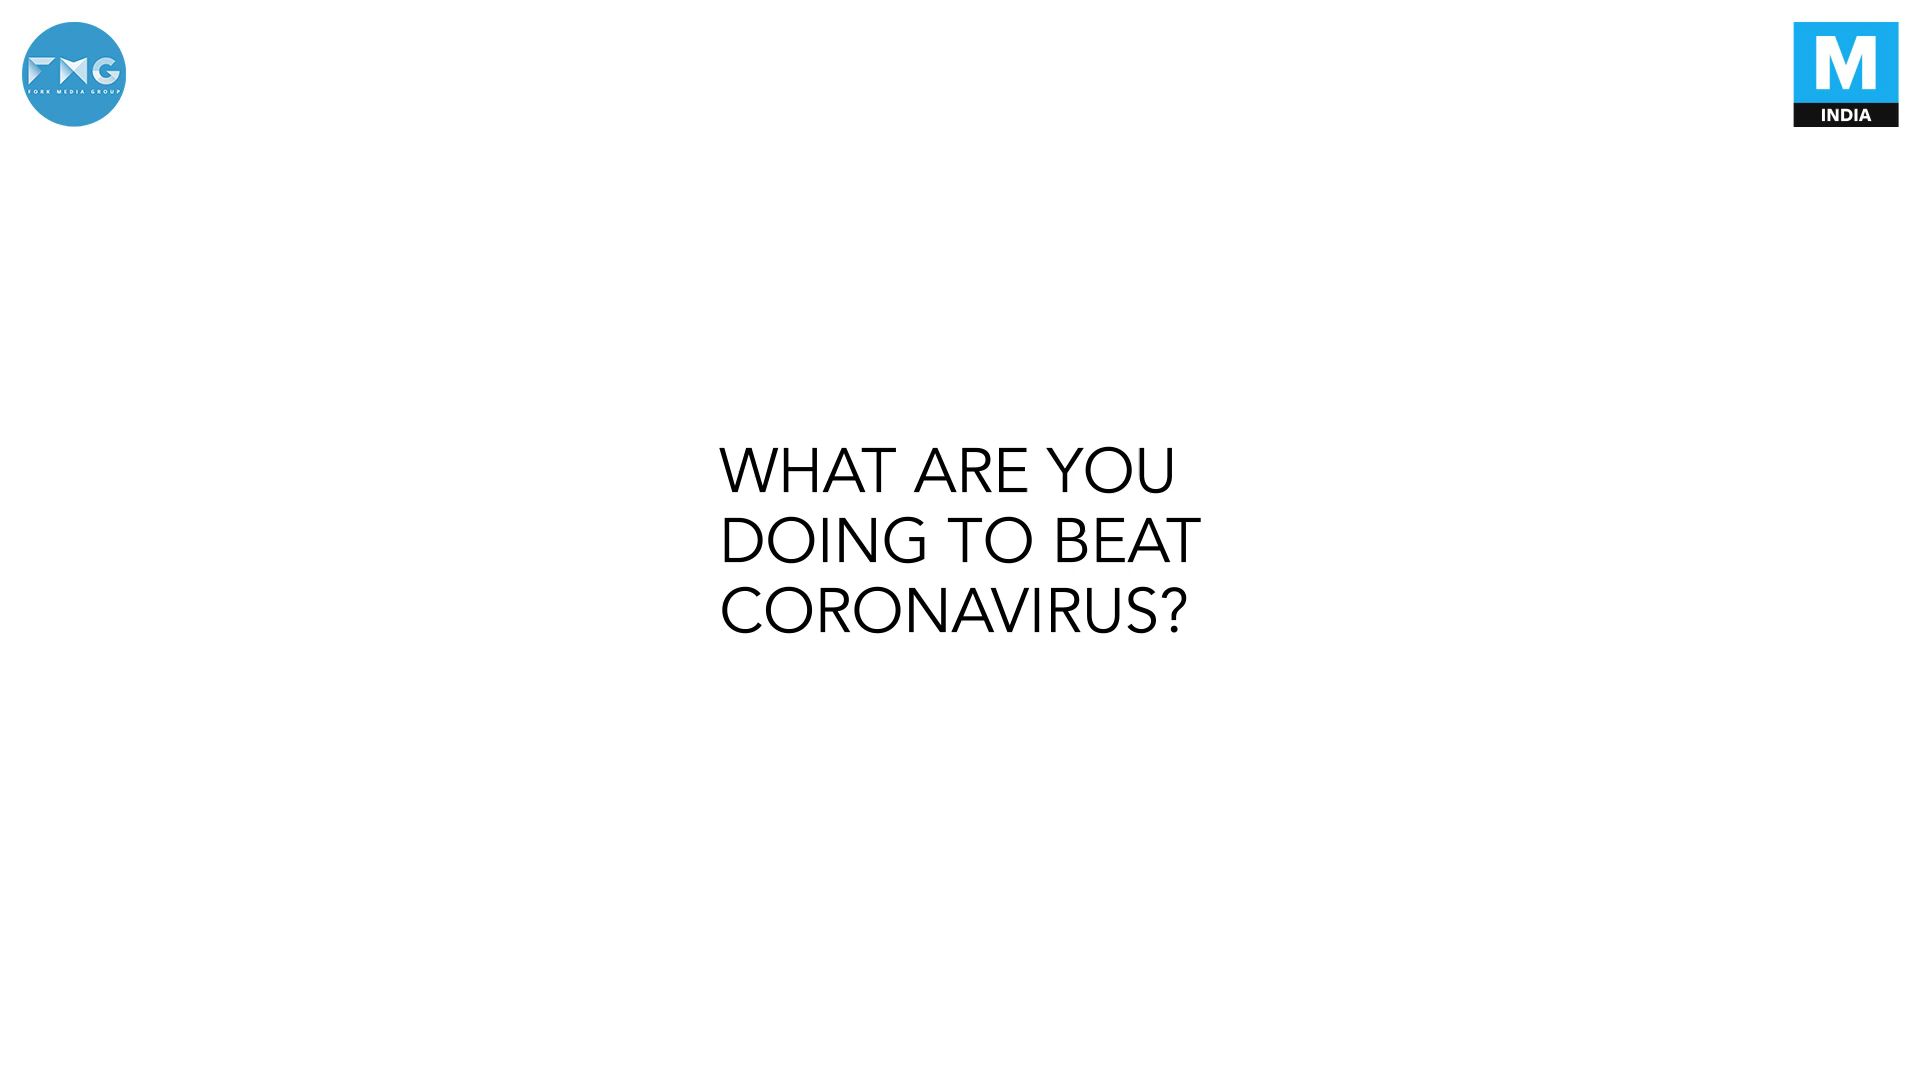 FMG
FORK MEDIA GROUP
M
INDIA
WHAT ARE YOU
DOING TO BEAT
CORONAVIRUS?